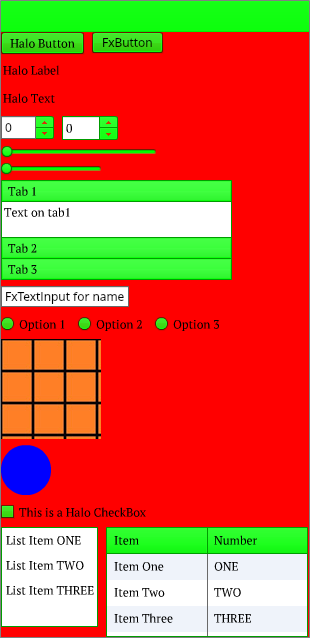 Halo Button FxButton
Halo Label
Halo Text
0 0
Tab 1
Text on tab1
Tab 2
Tab 3
FxTextInput for name
Option 1 Option 2 Option 3
This is a Halo CheckBox
List Item ONE
List Item TWO
List Item THREE
Item Number
Item One ONE
Item Two TWO
Item Three THREE